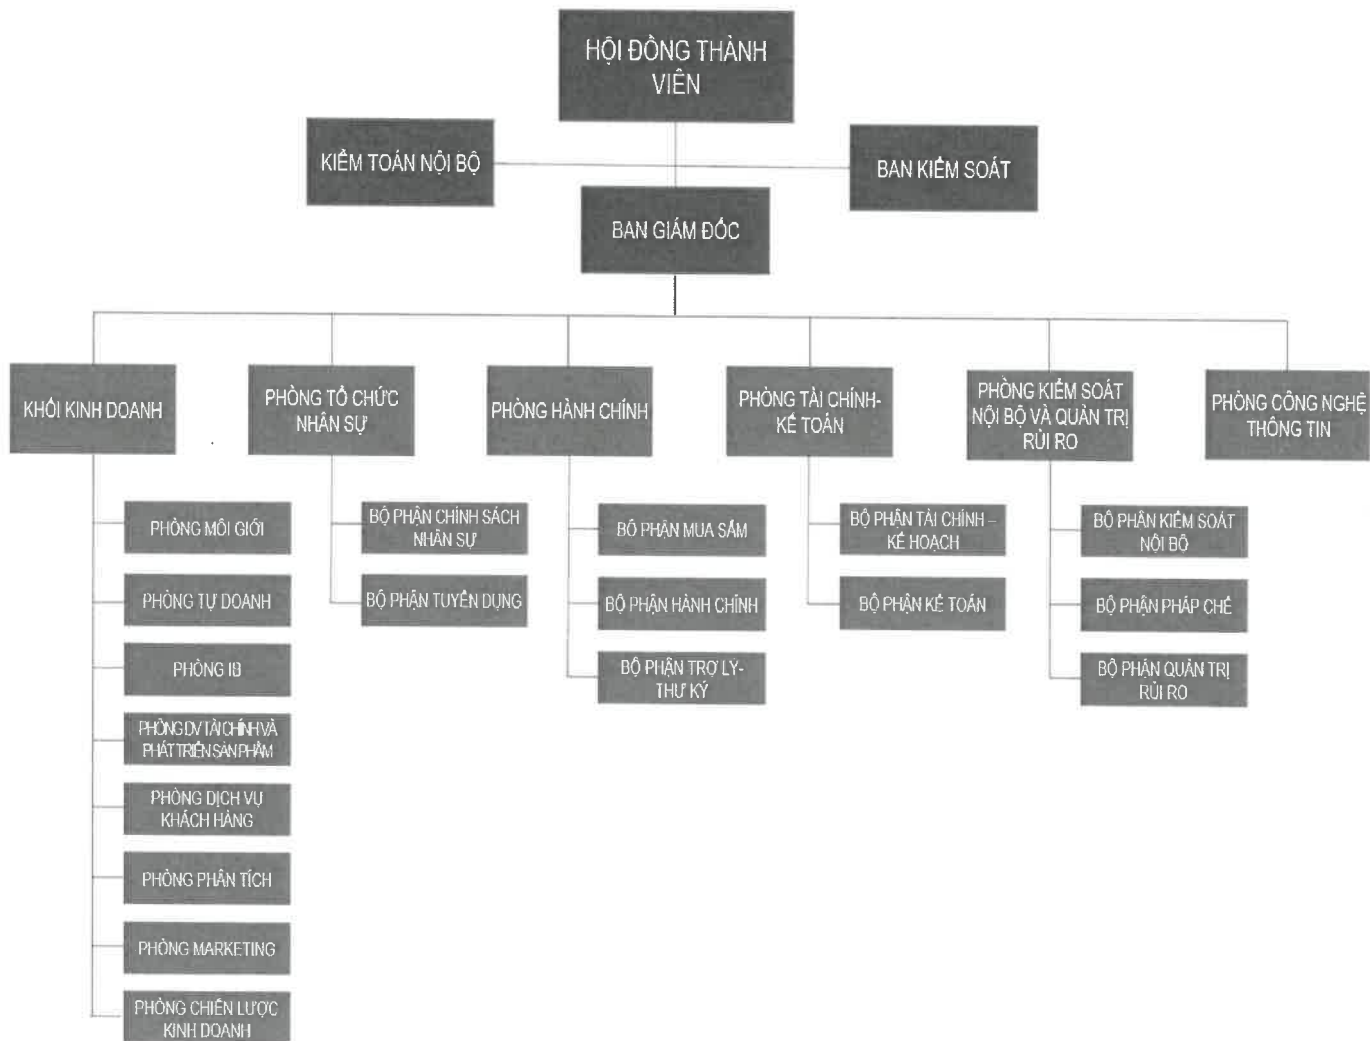 HỘI ĐỒNG THÀNH
VIÊN
KIỂM TOÁN NỘI BỘ
BAN KIỂM SOÁT
BAN GIÁM ĐỐC
KHỐI KINH DOANH
PHÒNG TỔ CHỨC
NHÂN SỰ
PHÒNG HÀNH CHÍNH
PHÒNG TÀI CHÍNH-
KẾ TOÁN
PHÒNG KIỂM SOÁT
NỘI BỘ VÀ QUẢN TRỊ
RỦI RO
PHÒNG CÔNG NGHỆ
THÔNG TIN
PHÒNG MÔI GIỚI
PHÒNG TỰ DOANH
PHÒNG IB
PHÒNG DV TÀI CHÍNH VÀ
PHÁT TRIỂN SẢN PHẨM
PHÒNG DỊCH VỤ
KHÁCH HÀNG
PHÒNG PHÂN TÍCH
PHÒNG MARKETING
PHÒNG CHIẾN LƯỢC
KINH DOANH
BỘ PHẬN CHÍNH SÁCH
NHÂN SỰ
BỘ PHẬN TUYỂN DỤNG
BỘ PHẬN MUA SẮM
BỘ PHẬN HÀNH CHÍNH
BỘ PHẬN TRỢ LÝ-
THƯ KÝ
BỘ PHẬN TÀI CHÍNH –
KẾ HOẠCH
BỘ PHẬN KẾ TOÁN
BỘ PHẬN KIỂM SOÁT
NỘI BỘ
BỘ PHẬN PHÁP CHẾ
BỘ PHẬN QUẢN TRỊ
RỦI RO